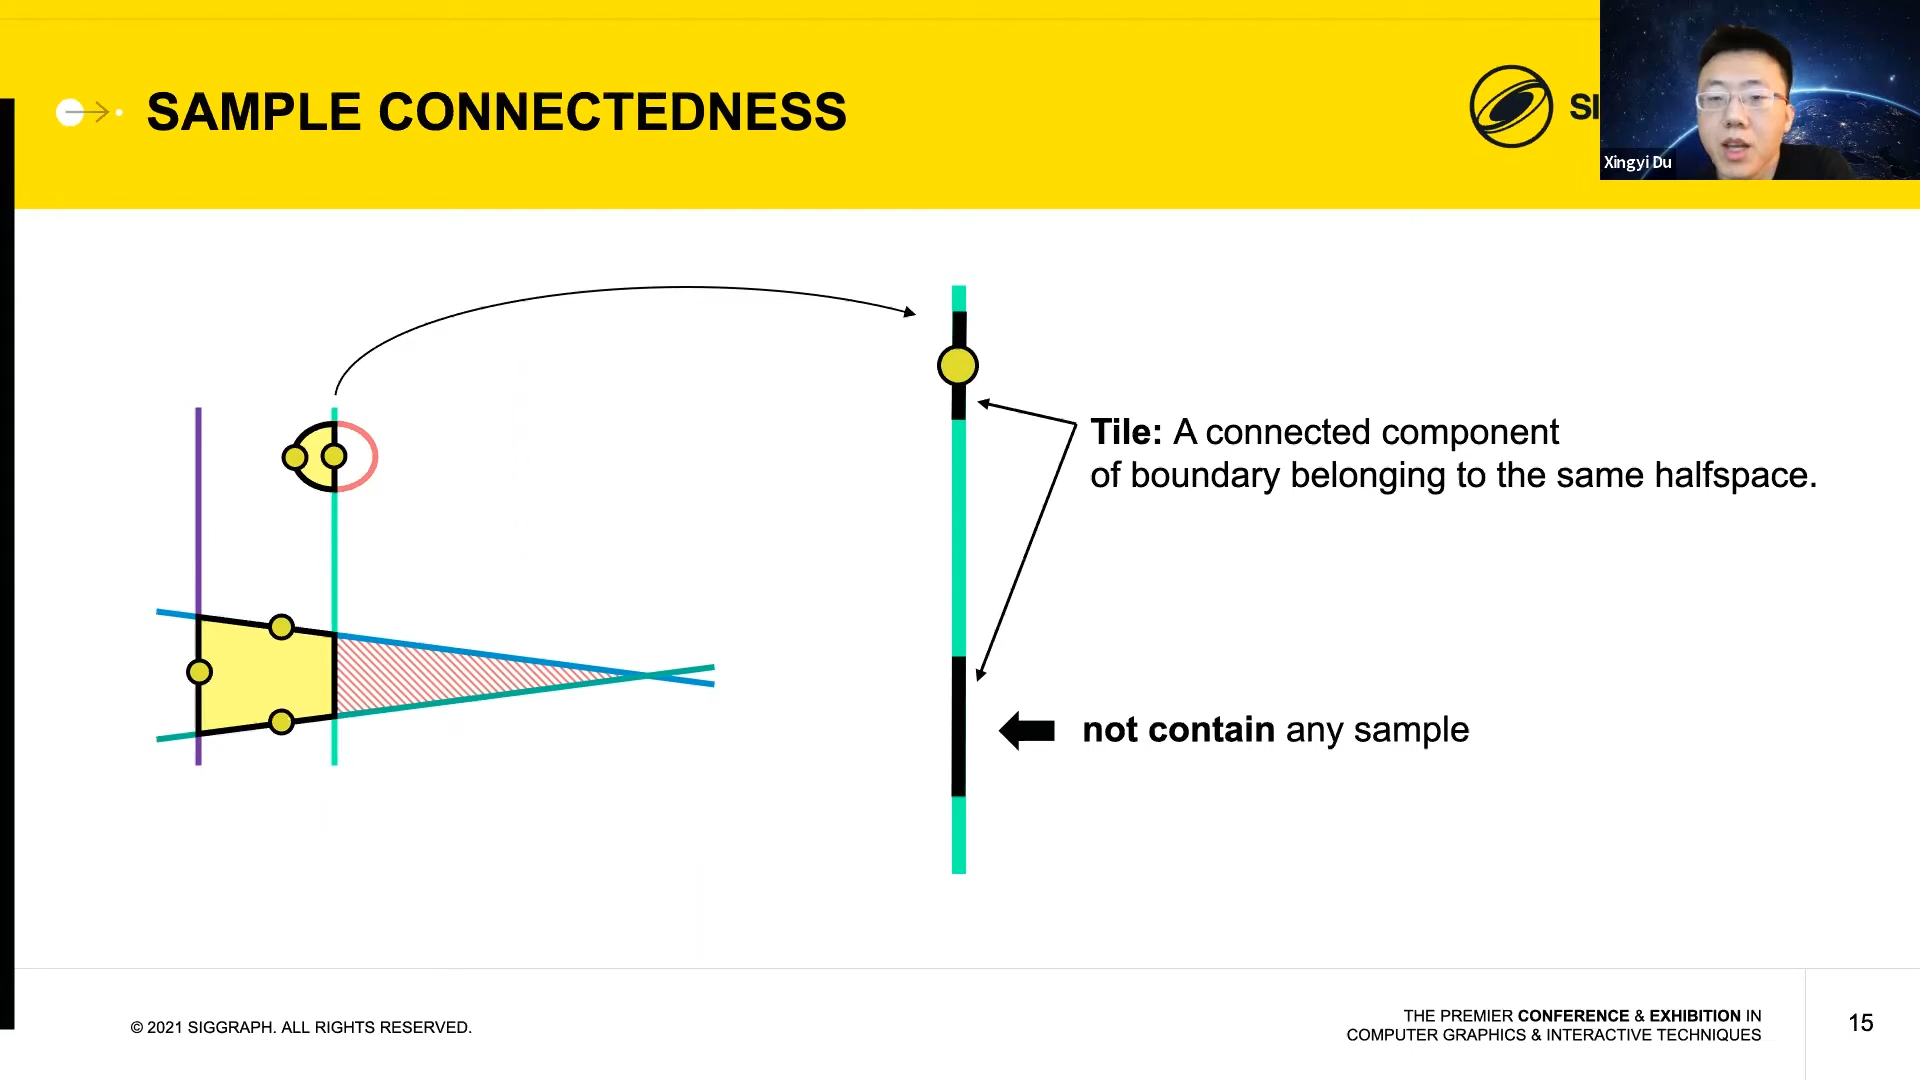 SAMPLE CONNECTEDNESS
SI
Xingyi Du
Tile: A connected component
of boundary belonging to the same halfspace.
not contain any sample
© 2021 SIGGRAPH. ALL RIGHTS RESERVED.
THE PREMIER CONFERENCE & EXHIBITION IN
COMPUTER GRAPHICS & INTERACTIVE TECHNIQUES
15